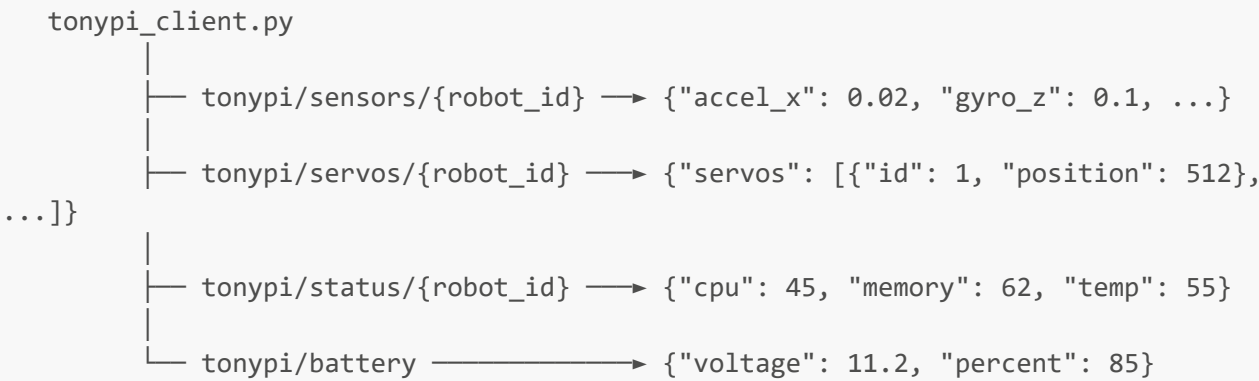 tonypi_client.py
│
├── tonypi/sensors/{robot_id} ──► {"accel_x": 0.02, "gyro_z": 0.1, ...}
│
├── tonypi/servos/{robot_id} ───► {"servos": [{"id": 1, "position": 512},
...]}
│
├── tonypi/status/{robot_id} ───► {"cpu": 45, "memory": 62, "temp": 55}
│
└── tonypi/battery ─────────────► {"voltage": 11.2, "percent": 85}